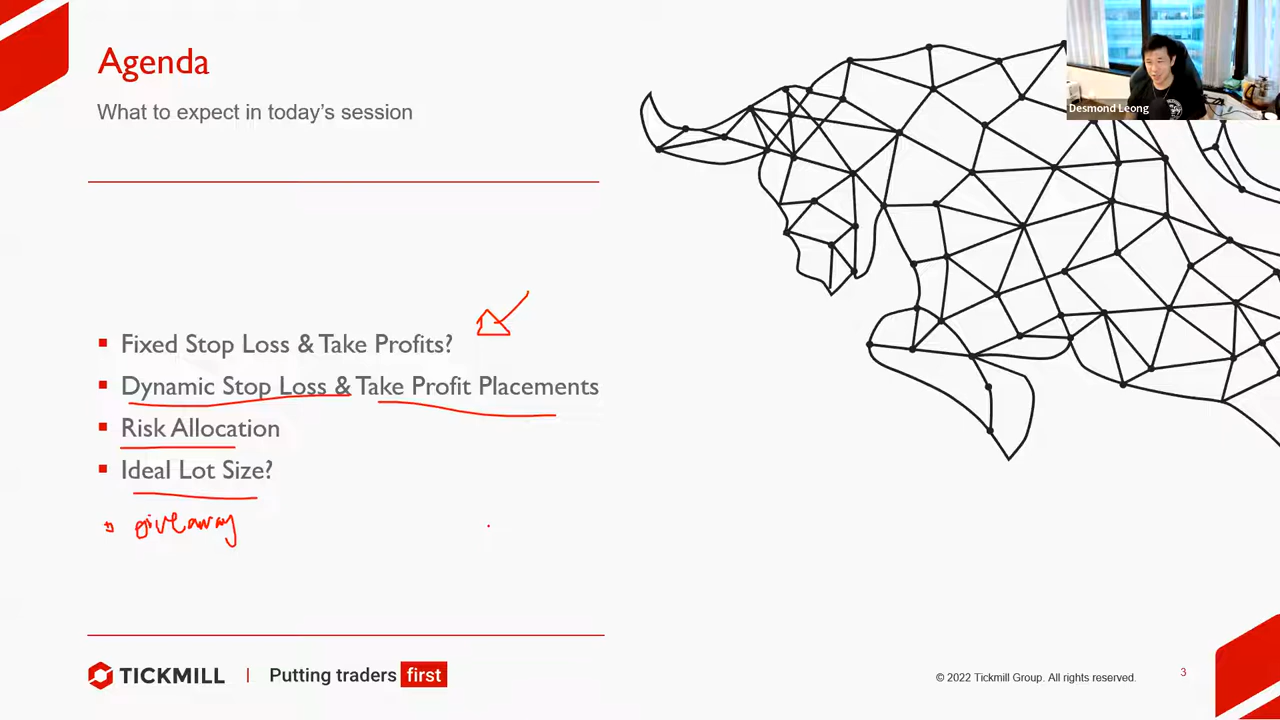 Agenda
What to expect in today's session
Desmond Leong
▪ Fixed Stop Loss & Take Profits?
▪ Dynamic Stop Loss & Take Profit Placements
▪ Risk Allocation
▪ Ideal Lot Size?
giveaway
TICKMILL | Putting traders first
© 2022 Tickmill Group. All rights reserved.
3